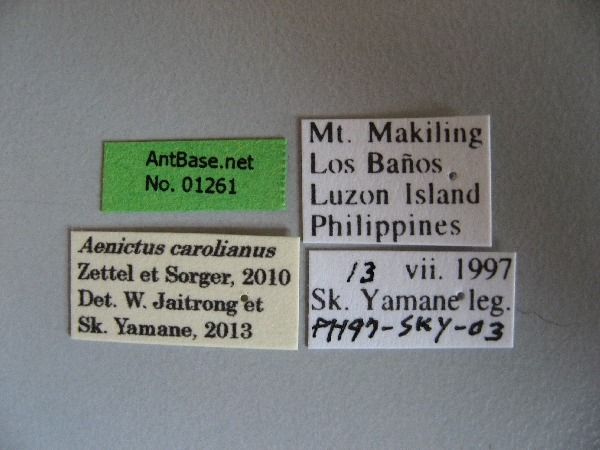 AntBase.net
No. 01261
Mt. Makiling
Los Baños
Luzon Island
Philippines
Aenictus carolianus
Zettel et Sorger, 2010
Det. W. Jaitrong et
Sk. Yamane, 2013
13 vii. 1997
Sk. Yamane leg.
PH97-SKY-03